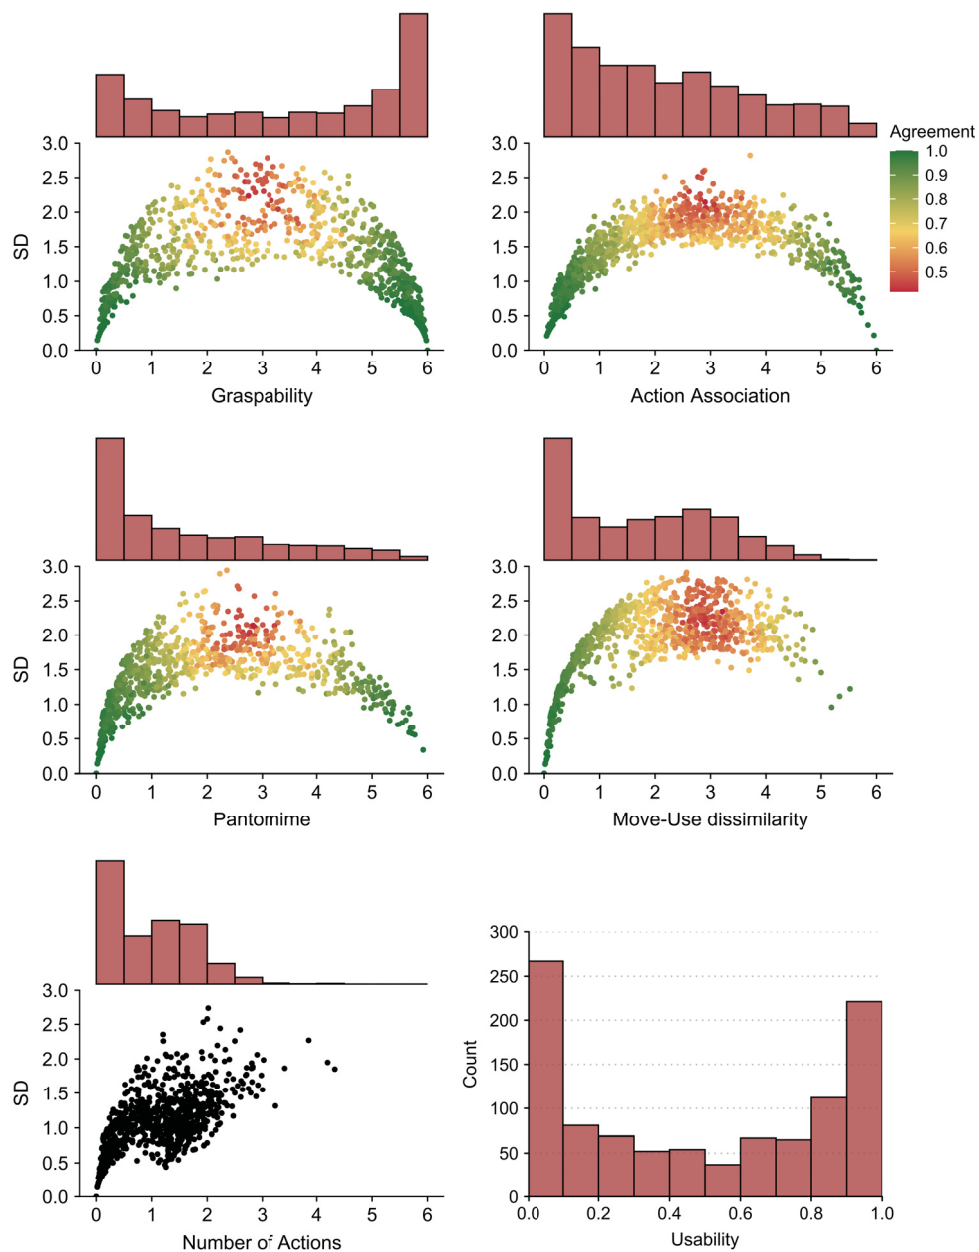 3.0
2.5
2.0
1.5
1.0
0.5
0.0
SD
0 1 2 3 4 5 6
Graspability
3.0
2.5
2.0
1.5
1.0
0.5
0.0
0 1 2 3 4 5 6
Action Association
Agreement
1.0
0.9
0.8
0.7
0.6
0.5
3.0
2.5
2.0
1.5
1.0
0.5
0.0
SD
0 1 2 3 4 5 6
Pantomime
3.0
2.5
2.0
1.5
1.0
0.5
0.0
0 1 2 3 4 5 6
Move-Use dissimilarity
3.0
2.5
2.0
1.5
1.0
0.5
0.0
SD
0 1 2 3 4 5 6
Number of Actions
300
250
200
150
100
50
0
Count
0.0 0.2 0.4 0.6 0.8 1.0
Usability